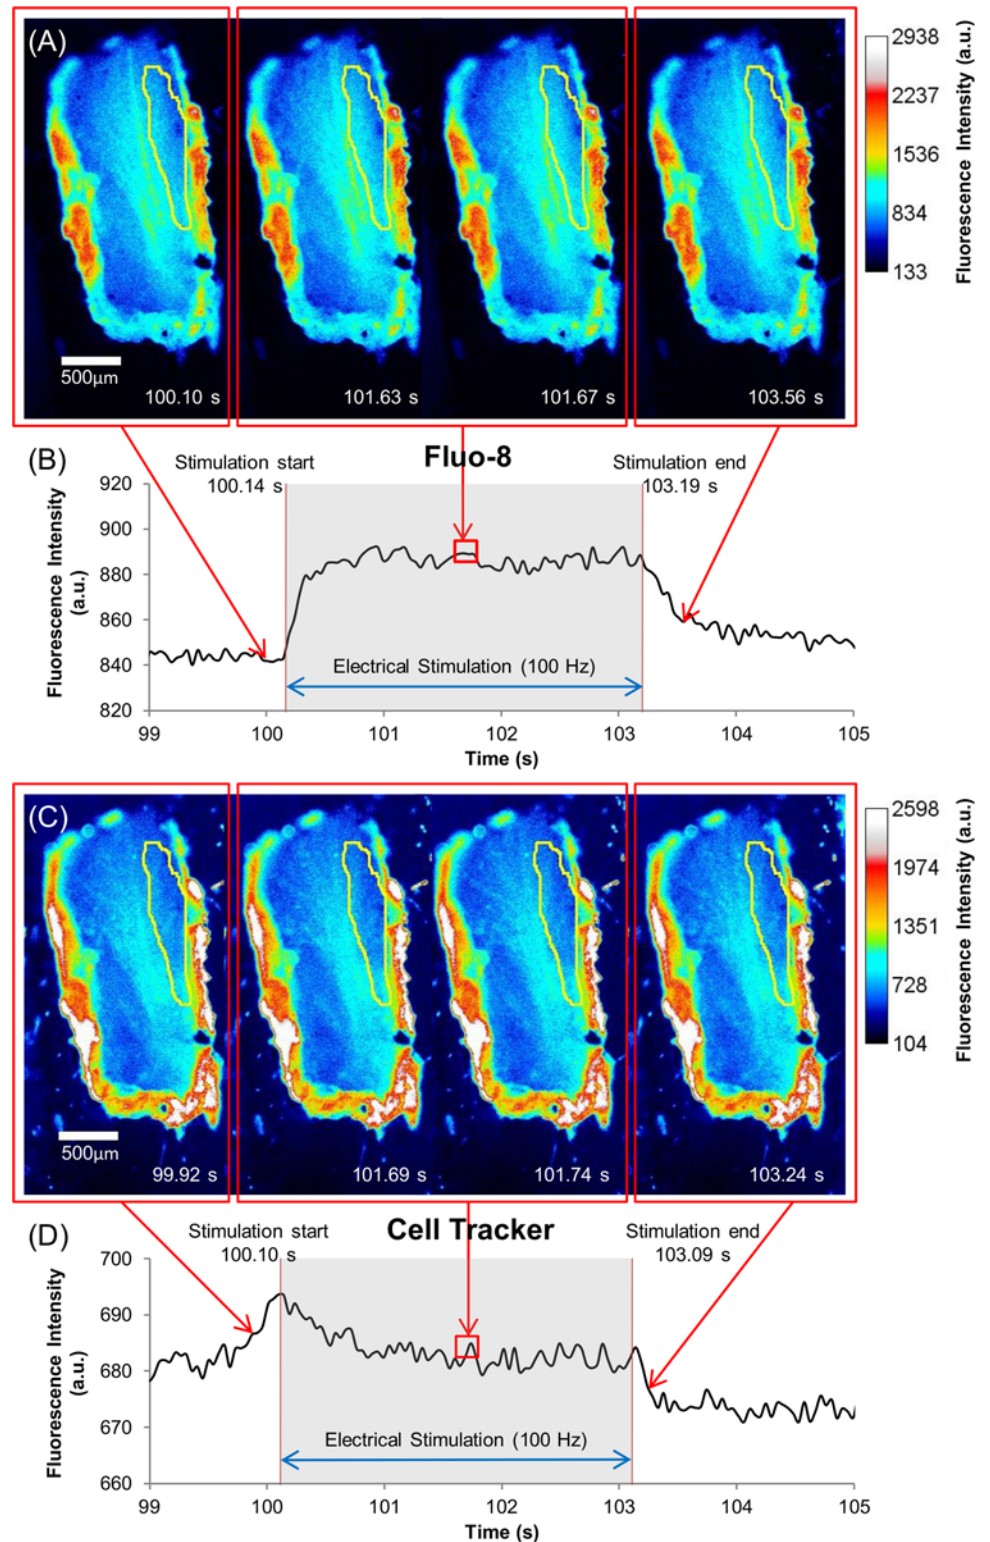 (A)
2938
2237
1536
834
133
Fluorescence Intensity (a.u.)
500µm
100.10 s
101.63 s
101.67 s
103.56 s
(B)
Fluo-8
Stimulation start
100.14 s
Stimulation end
103.19 s
920
900
880
860
840
820
Fluorescence Intensity
(a.u.)
Electrical Stimulation (100 Hz)
99
100
101
102
103
104
105
Time (s)
(C)
2598
1974
1351
728
104
Fluorescence Intensity (a.u.)
500µm
99.92 s
101.69 s
101.74 s
103.24 s
(D)
Cell Tracker
Stimulation start
100.10 s
Stimulation end
103.09 s
700
690
680
670
660
Fluorescence Intensity
(a.u.)
Electrical Stimulation (100 Hz)
99
100
101
102
103
104
105
Time (s)